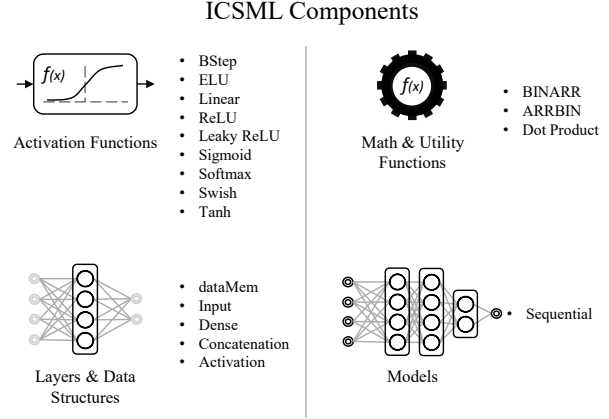 ICSML Components
f(x)
Activation Functions
• BStep
• ELU
• Linear
• ReLU
• Leaky ReLU
• Sigmoid
• Softmax
• Swish
• Tanh
f(x)
Math & Utility
Functions
• BINARR
• ARRBIN
• Dot Product
Layers & Data
Structures
• dataMem
• Input
• Dense
• Concatenation
• Activation
Models
• Sequential